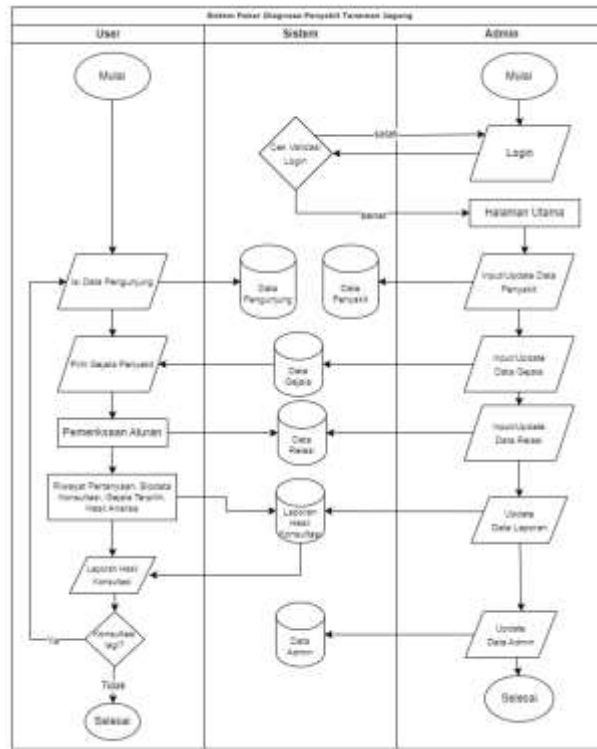 Sistem Pakar Diagnosa Penyakit Tanaman Jagung
User
Sistem
Admin
Mulai
Mulai
Cek Validasi
Login
salah
Login
benar
Halaman Utama
Isi Data Pengunjung
Data
Pengunjung
Data
Penyakit
Input/Update Data
Penyakit
Pilih Gejala Penyakit
Data
Gejala
Input/Update
Data Gejala
Pemeriksaan Aturan
Data
Relasi
Input/Update
Data Relasi
Riwayat Pertanyaan, Biodata
Konsultasi, Gejala Terpilih,
Hasil Analisa
Laporan
Hasil
Konsultasi
Update
Data Laporan
Laporan Hasil
Konsultasi
Ya
Konsultasi
lagi?
Data
Admin
Update
Data Admin
Tidak
Selesai
Selesai